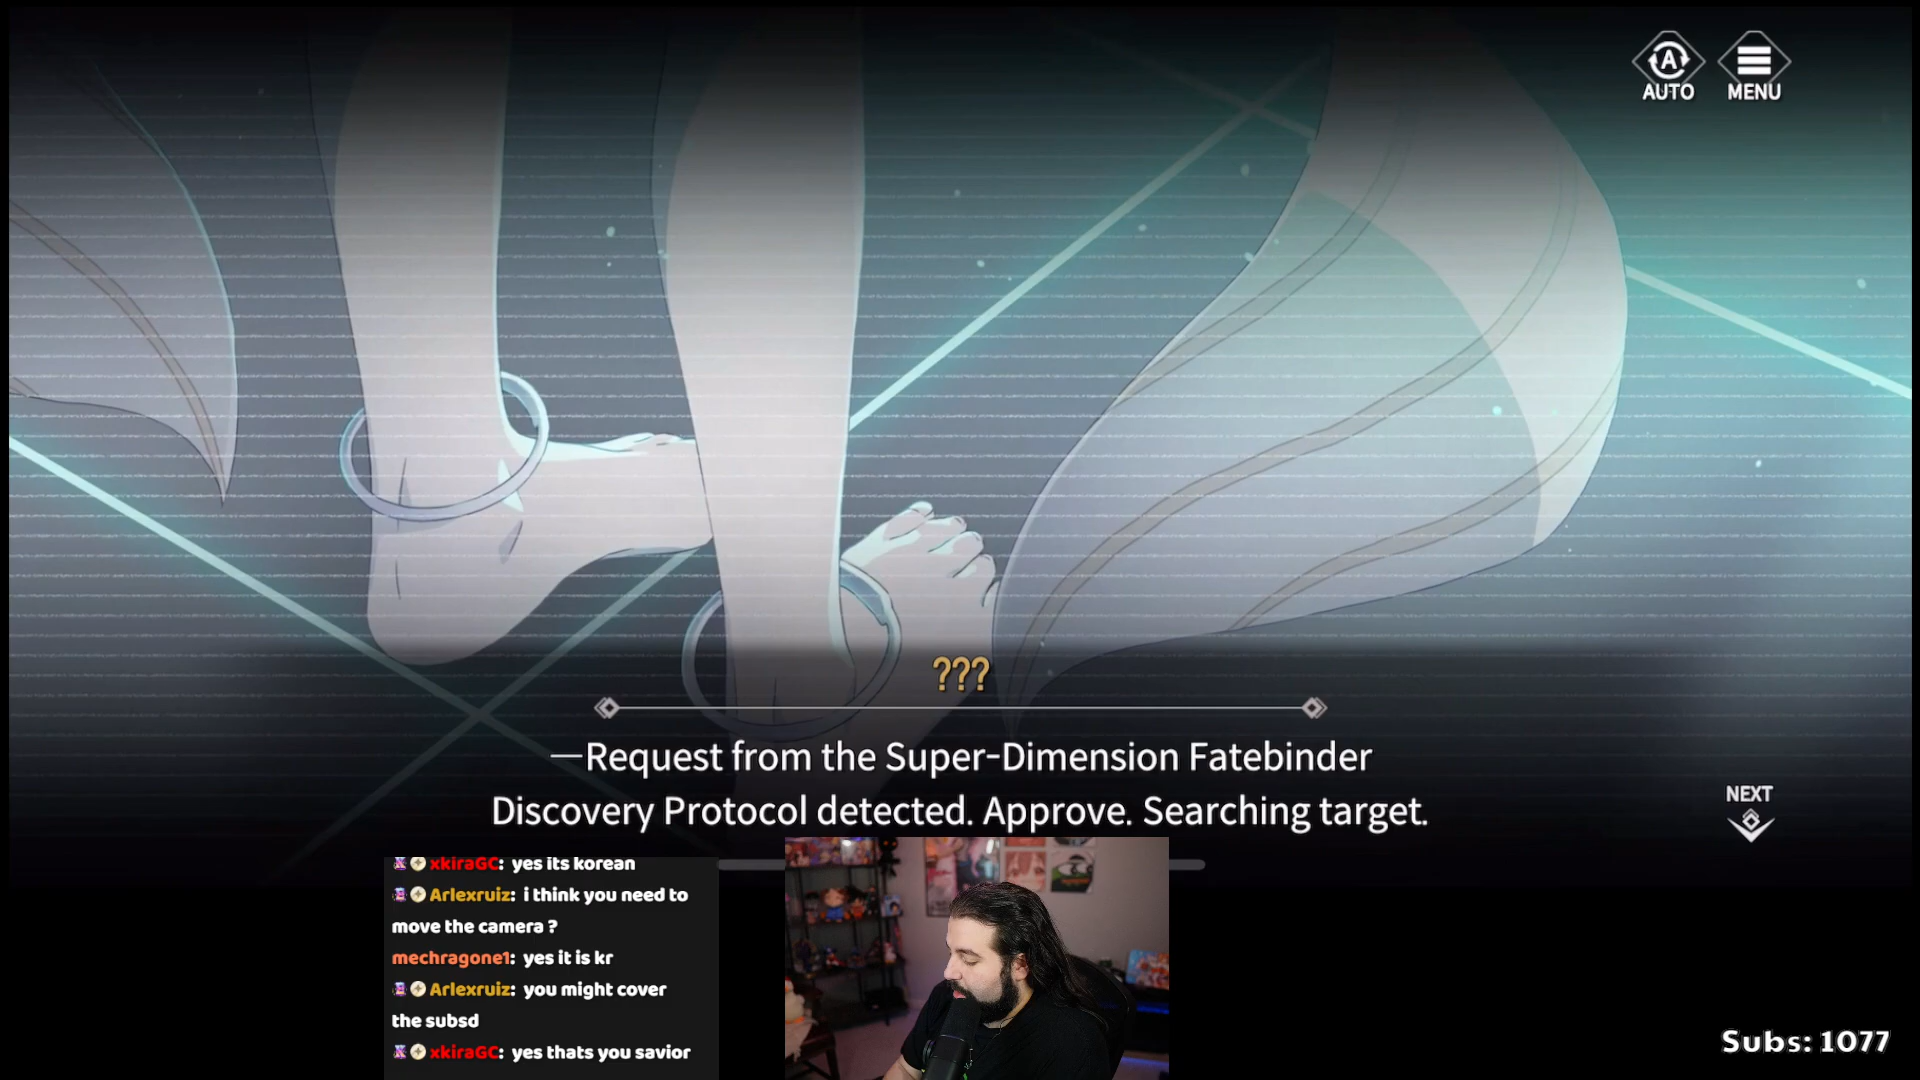 A
AUTO
MENU
???
—Request from the Super-Dimension Fatebinder
Discovery Protocol detected. Approve. Searching target.
NEXT
xkiraGC: yes its korean
Arlexruiz: i think you need to
move the camera ?
mechragone1: yes it is kr
Arlexruiz: you might cover
the subsd
xkiraGC: yes thats you savior
Subs: 1077